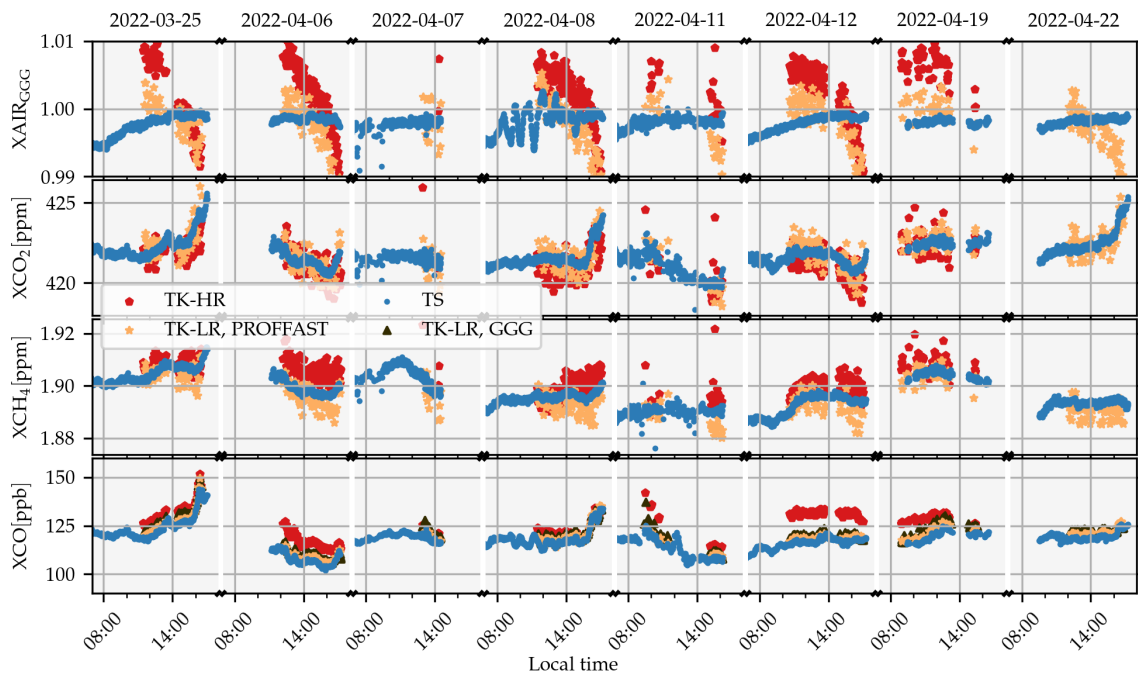 2022-03-25 2022-04-06 2022-04-07 2022-04-08 2022-04-11 2022-04-12 2022-04-19 2022-04-22
XAIR_GGG
1.01
1.00
0.99
XCO₂[ppm]
425
420
TK-HR TS
TK-LR, PROFFAST TK-LR, GGG
XCH₄[ppm]
1.92
1.90
1.88
XCO[ppb]
150
125
100
08:00 14:00 08:00 14:00 08:00 14:00 08:00 14:00 08:00 14:00 08:00 14:00 08:00 14:00 08:00 14:00
Local time